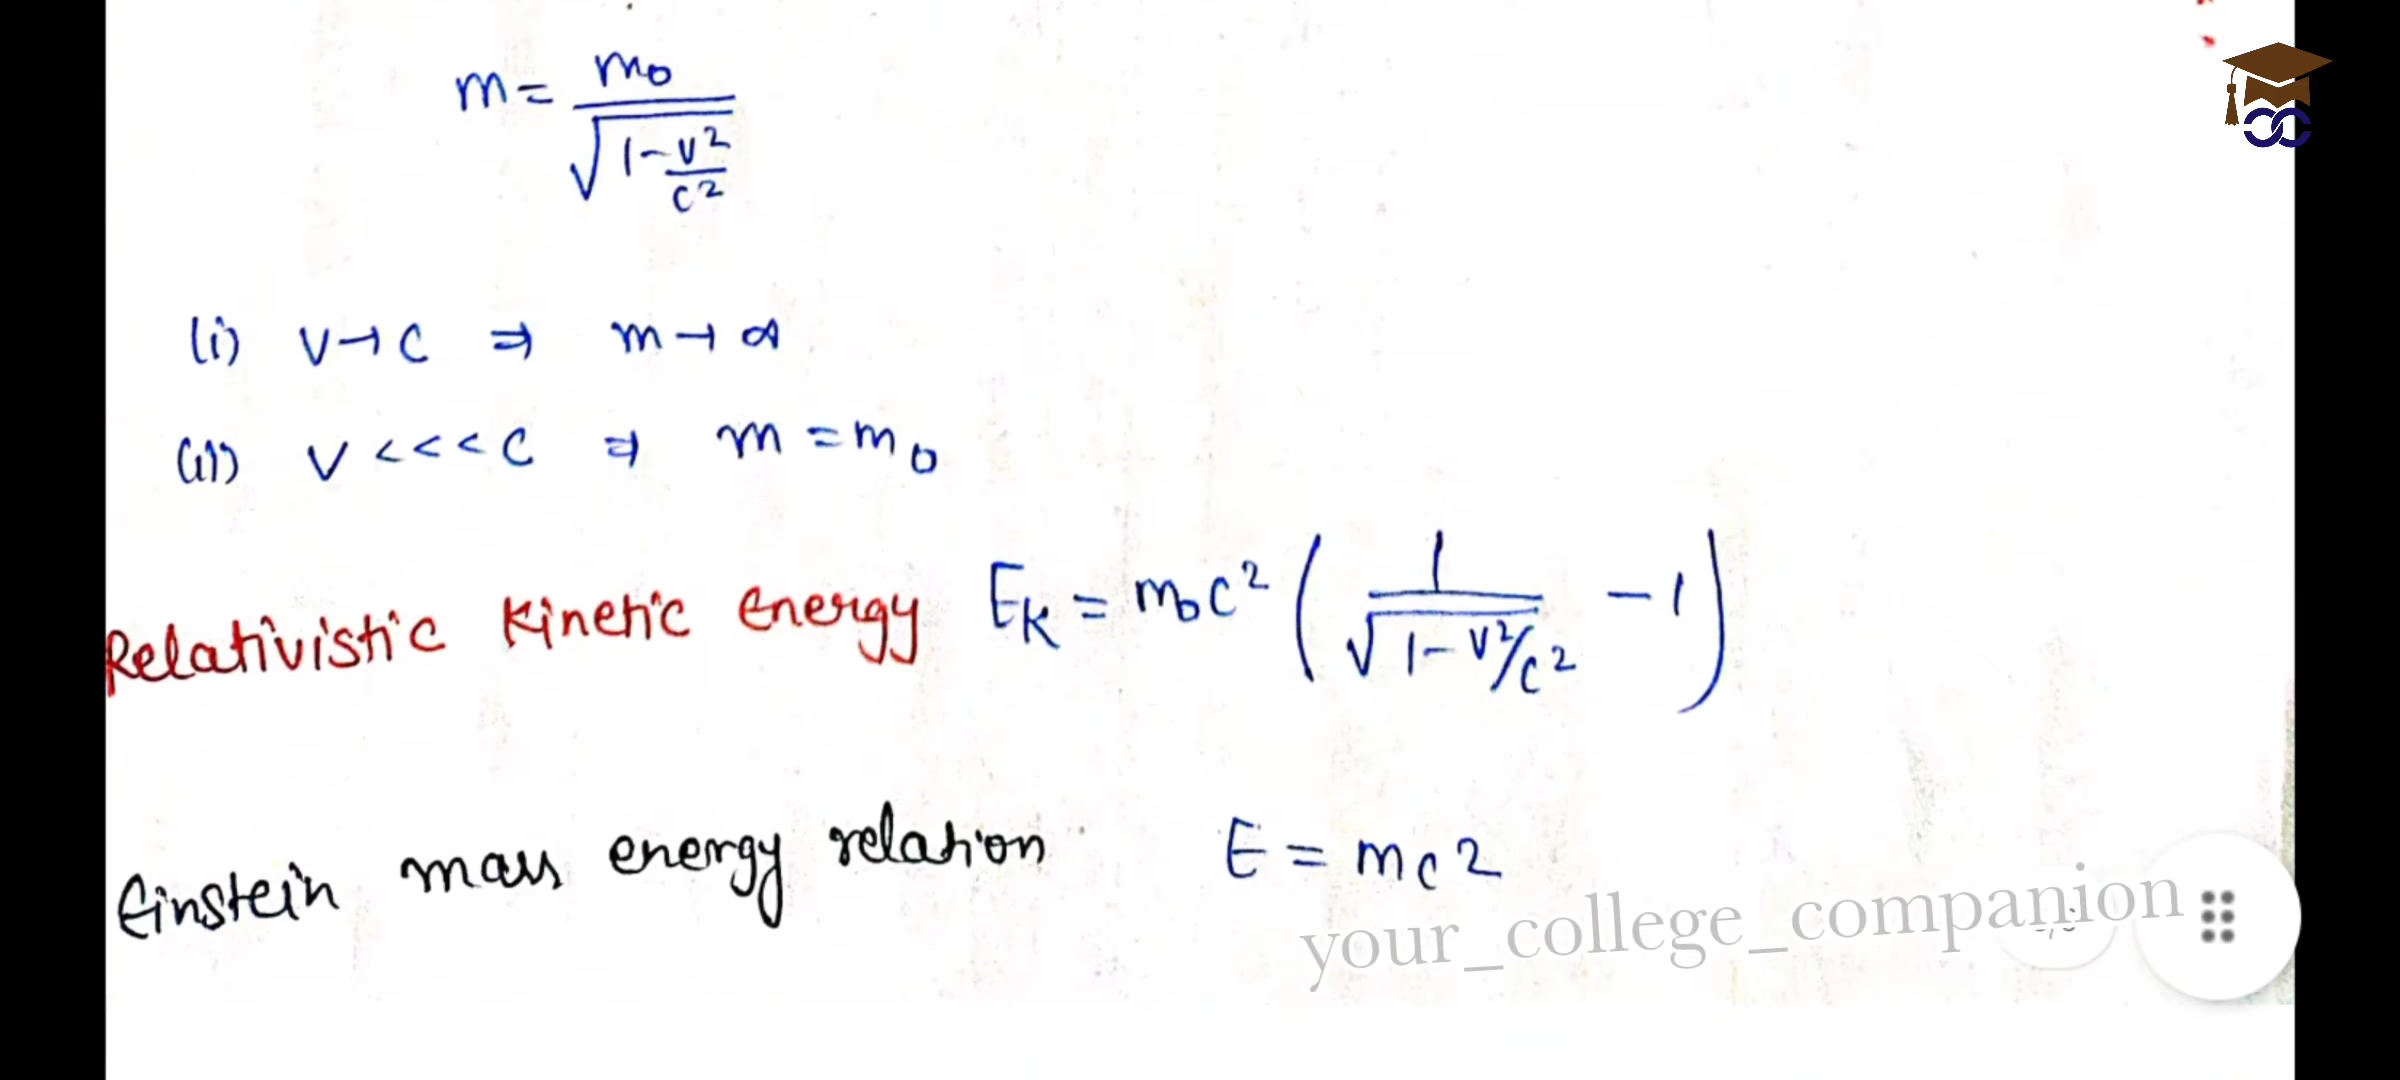 m = m₀ / √(1 - v²/c²)
(i) v → c ⇒ m → ∞
(ii) v <<< c ⇒ m = m₀
Relativistic kinetic energy E_K = m₀c² (1 / √(1 - v²/c²) - 1)
Einstein mass energy relation E = mc²
your_college_companion